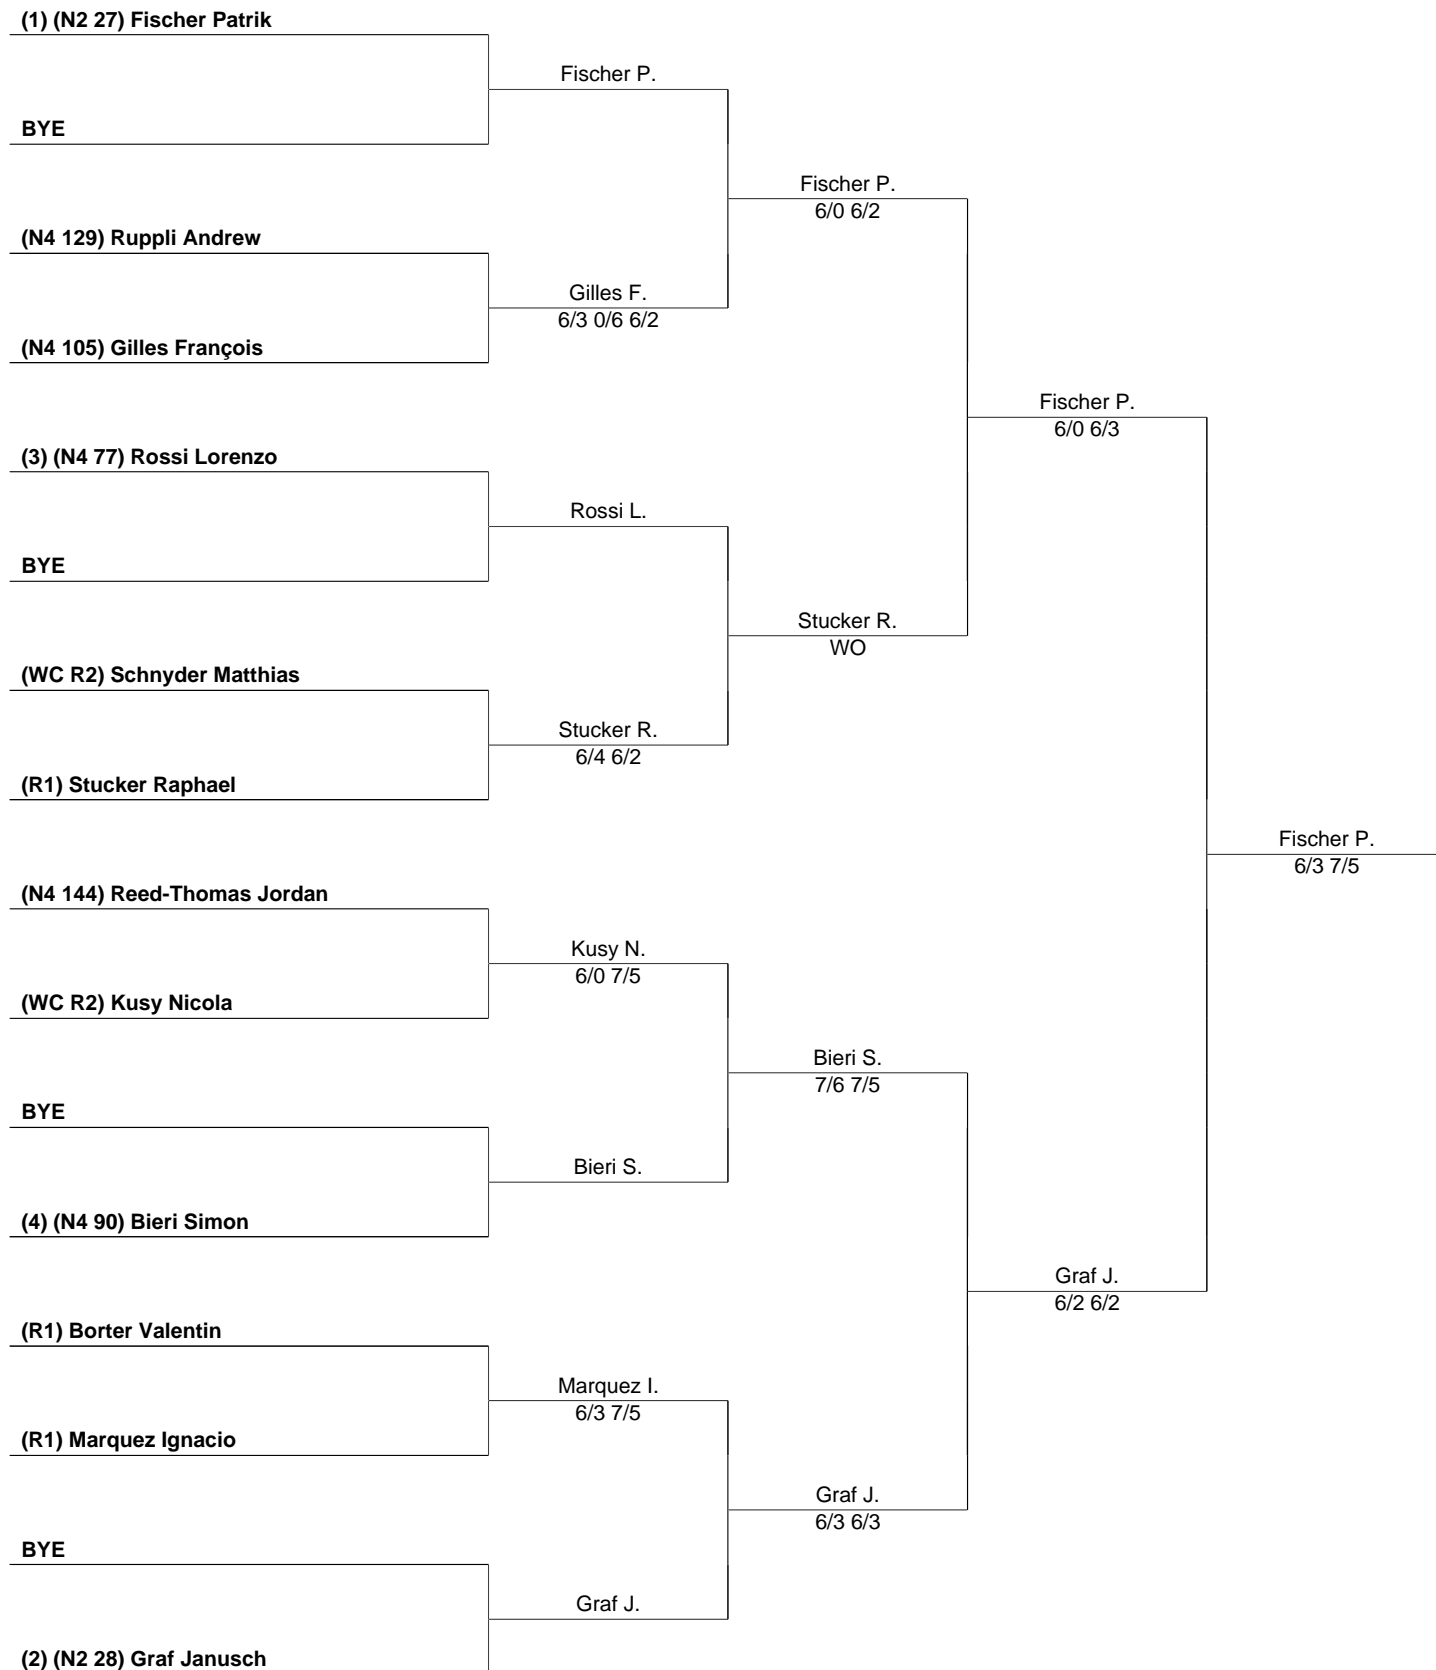 (1) (N2 27) Fischer Patrik
Fischer P.
BYE
Fischer P.
6/0 6/2
(N4 129) Ruppli Andrew
Gilles F.
6/3 0/6 6/2
(N4 105) Gilles François
Fischer P.
6/0 6/3
(3) (N4 77) Rossi Lorenzo
Rossi L.
BYE
Stucker R.
WO
(WC R2) Schnyder Matthias
Stucker R.
6/4 6/2
(R1) Stucker Raphael
Fischer P.
6/3 7/5
(N4 144) Reed-Thomas Jordan
Kusy N.
6/0 7/5
(WC R2) Kusy Nicola
Bieri S.
7/6 7/5
BYE
Bieri S.
(4) (N4 90) Bieri Simon
Graf J.
6/2 6/2
(R1) Borter Valentin
Marquez I.
6/3 7/5
(R1) Marquez Ignacio
Graf J.
6/3 6/3
BYE
Graf J.
(2) (N2 28) Graf Janusch